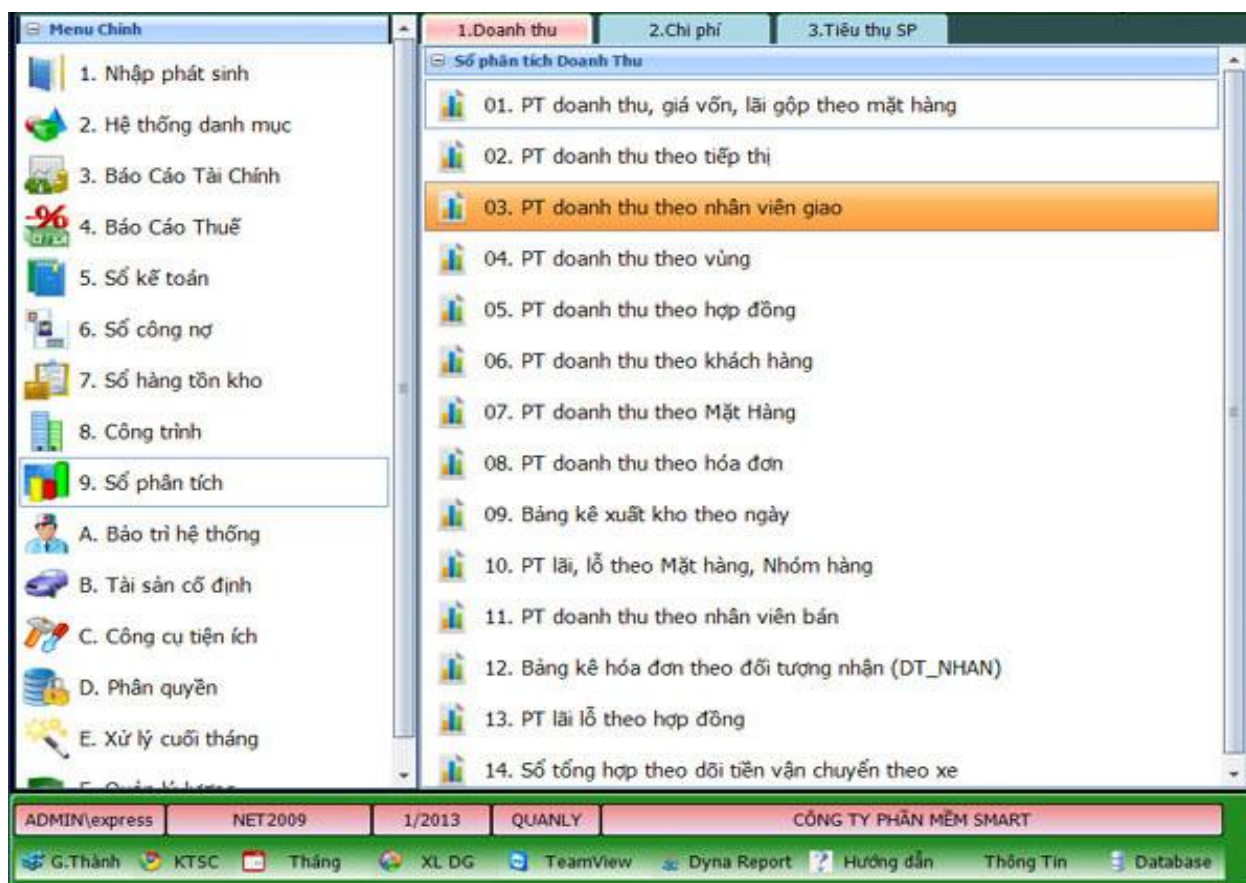 Menu Chính
1. Nhập phát sinh
2. Hệ thống danh mục
3. Báo Cáo Tài Chính
4. Báo Cáo Thuế
5. Sổ kế toán
6. Sổ công nợ
7. Sổ hàng tồn kho
8. Công trình
9. Sổ phân tích
A. Bảo trì hệ thống
B. Tài sản cố định
C. Công cụ tiện ích
D. Phân quyền
E. Xử lý cuối tháng
1.Doanh thu 2.Chi phí 3.Tiêu thụ SP
Sổ phân tích Doanh Thu
01. PT doanh thu, giá vốn, lãi gộp theo mặt hàng
02. PT doanh thu theo tiếp thị
03. PT doanh thu theo nhân viên giao
04. PT doanh thu theo vùng
05. PT doanh thu theo hợp đồng
06. PT doanh thu theo khách hàng
07. PT doanh thu theo Mặt Hàng
08. PT doanh thu theo hóa đơn
09. Bảng kê xuất kho theo ngày
10. PT lãi, lỗ theo Mặt hàng, Nhóm hàng
11. PT doanh thu theo nhân viên bán
12. Bảng kê hóa đơn theo đối tượng nhận (DT_NHAN)
13. PT lãi lỗ theo hợp đồng
14. Sổ tổng hợp theo dõi tiền vận chuyển theo xe
ADMIN\express NET2009 1/2013 QUANLY CÔNG TY PHẦN MỀM SMART
G.Thành KTSC Tháng XL DG TeamView Dyna Report Hướng dẫn Thông Tin Database